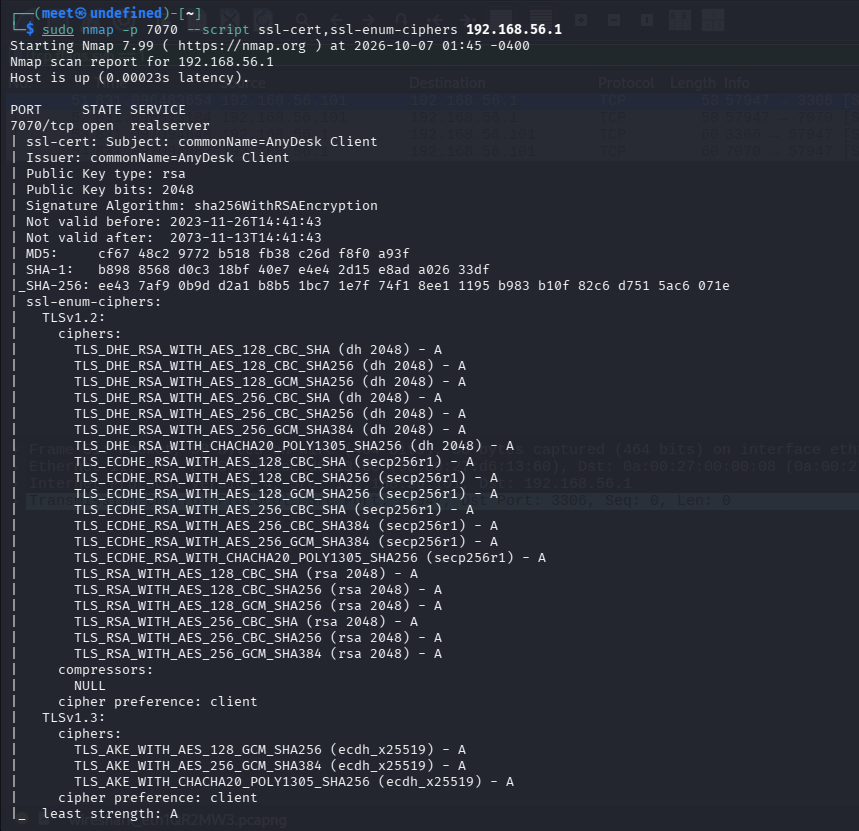 ┌──(meet㉿undefined)-[~]
└─$ sudo nmap -p 7070 --script ssl-cert,ssl-enum-ciphers 192.168.56.1
Starting Nmap 7.99 ( https://nmap.org ) at 2026-10-07 01:45 -0400
Nmap scan report for 192.168.56.1
Host is up (0.00023s latency).

PORT     STATE SERVICE
7070/tcp open  realserver
| ssl-cert: Subject: commonName=AnyDesk Client
| Issuer: commonName=AnyDesk Client
| Public Key type: rsa
| Public Key bits: 2048
| Signature Algorithm: sha256WithRSAEncryption
| Not valid before: 2023-11-26T14:41:43
| Not valid after:  2073-11-13T14:41:43
| MD5:     cf67 48c2 9772 b518 fb38 c26d f8f0 a93f
| SHA-1:   b898 8568 d0c3 18bf 40e7 e4e4 2d15 e8ad a026 33df
|_SHA-256: ee43 7af9 0b9d d2a1 b8b5 1bc7 1e7f 74f1 8ee1 1195 b983 b10f 82c6 d751 5ac6 071e
| ssl-enum-ciphers:
|   TLSv1.2:
|     ciphers:
|       TLS_DHE_RSA_WITH_AES_128_CBC_SHA (dh 2048) - A
|       TLS_DHE_RSA_WITH_AES_128_CBC_SHA256 (dh 2048) - A
|       TLS_DHE_RSA_WITH_AES_128_GCM_SHA256 (dh 2048) - A
|       TLS_DHE_RSA_WITH_AES_256_CBC_SHA (dh 2048) - A
|       TLS_DHE_RSA_WITH_AES_256_CBC_SHA256 (dh 2048) - A
|       TLS_DHE_RSA_WITH_AES_256_GCM_SHA384 (dh 2048) - A
|       TLS_DHE_RSA_WITH_CHACHA20_POLY1305_SHA256 (dh 2048) - A
|       TLS_ECDHE_RSA_WITH_AES_128_CBC_SHA (secp256r1) - A
|       TLS_ECDHE_RSA_WITH_AES_128_CBC_SHA256 (secp256r1) - A
|       TLS_ECDHE_RSA_WITH_AES_128_GCM_SHA256 (secp256r1) - A
|       TLS_ECDHE_RSA_WITH_AES_256_CBC_SHA (secp256r1) - A
|       TLS_ECDHE_RSA_WITH_AES_256_CBC_SHA384 (secp256r1) - A
|       TLS_ECDHE_RSA_WITH_AES_256_GCM_SHA384 (secp256r1) - A
|       TLS_ECDHE_RSA_WITH_CHACHA20_POLY1305_SHA256 (secp256r1) - A
|       TLS_RSA_WITH_AES_128_CBC_SHA (rsa 2048) - A
|       TLS_RSA_WITH_AES_128_CBC_SHA256 (rsa 2048) - A
|       TLS_RSA_WITH_AES_128_GCM_SHA256 (rsa 2048) - A
|       TLS_RSA_WITH_AES_256_CBC_SHA (rsa 2048) - A
|       TLS_RSA_WITH_AES_256_CBC_SHA256 (rsa 2048) - A
|       TLS_RSA_WITH_AES_256_GCM_SHA384 (rsa 2048) - A
|     compressors:
|       NULL
|     cipher preference: client
|   TLSv1.3:
|     ciphers:
|       TLS_AKE_WITH_AES_128_GCM_SHA256 (ecdh_x25519) - A
|       TLS_AKE_WITH_AES_256_GCM_SHA384 (ecdh_x25519) - A
|       TLS_AKE_WITH_CHACHA20_POLY1305_SHA256 (ecdh_x25519) - A
|     cipher preference: client
|_  least strength: A
Destination Protocol Length Info